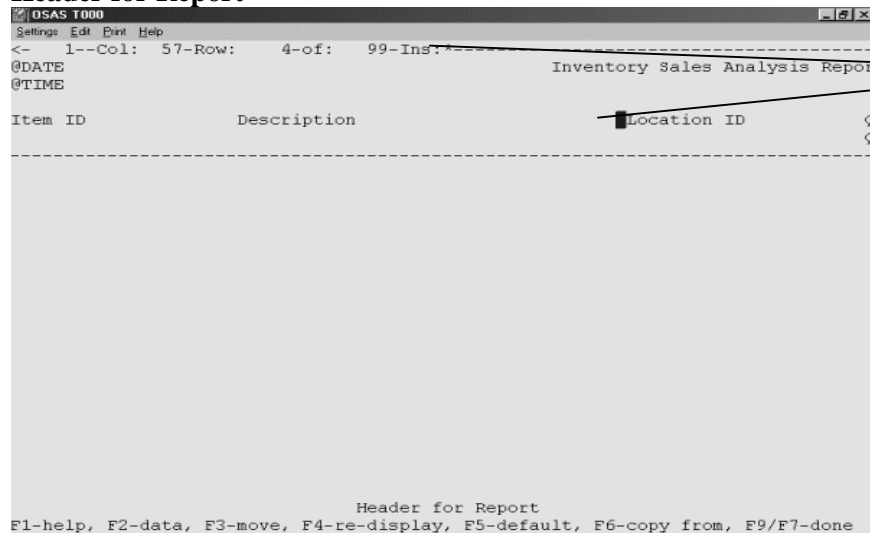 Header for Report
OSAS T000
Settings Edit Print Help
<- 1--Col: 57-Row: 4-of: 99-Ins:*--------------------------------------
@DATE Inventory Sales Analysis Repor
@TIME
Item ID Description Location ID
--------------------------------------------------------------------------------
Header for Report
F1-help, F2-data, F3-move, F4-re-display, F5-default, F6-copy from, F9/F7-done